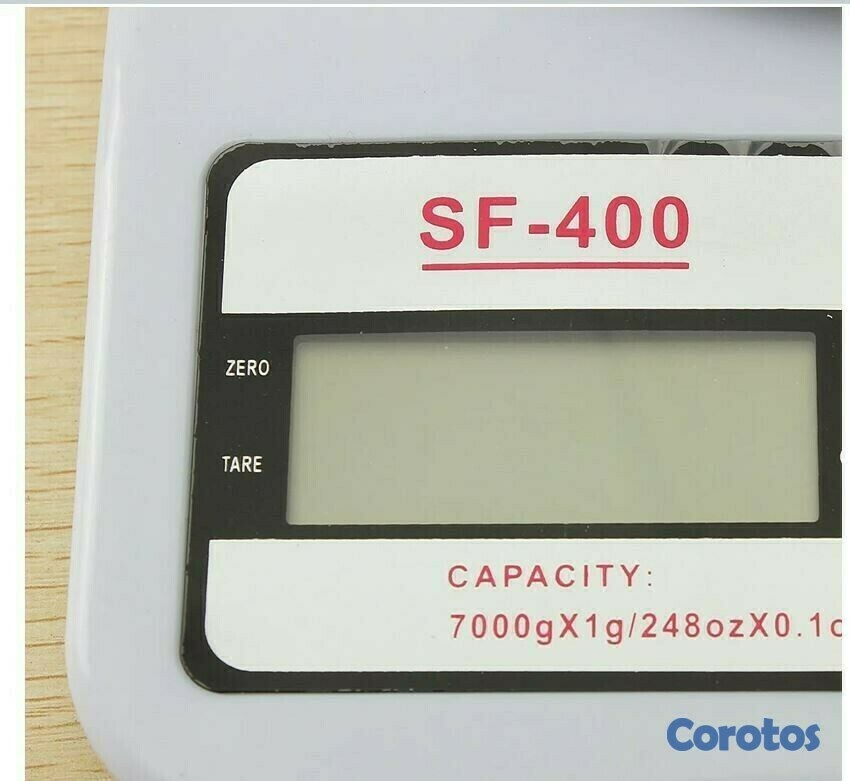 SF-400
ZERO
TARE
CAPACITY:
7000gX1g/248ozX0.1
Corotos